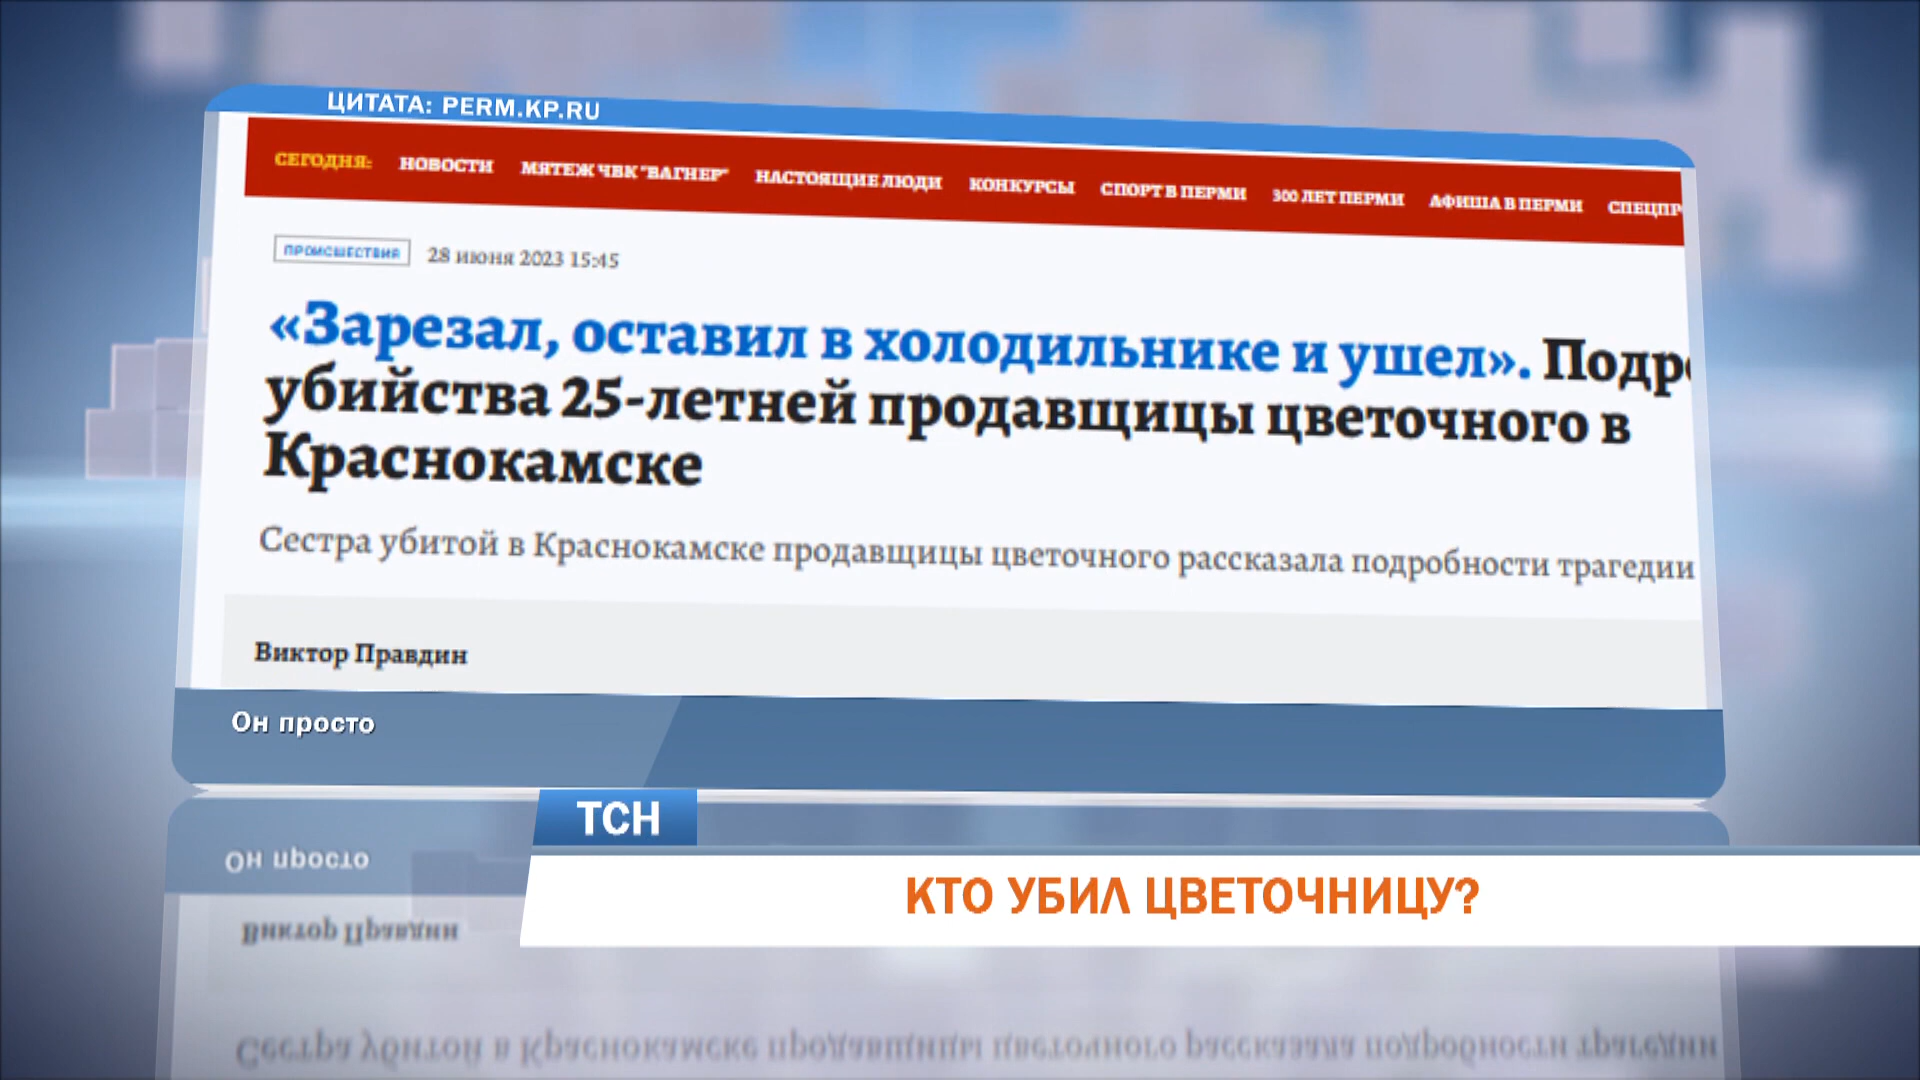 ЦИТАТА: PERM.KP.RU
СЕГОДНЯ: НОВОСТИ МЯТЕЖ ЧВК "ВАГНЕР" НАСТОЯЩИЕ ЛЮДИ КОНКУРСЫ СПОРТ В ПЕРМИ 300 ЛЕТ ПЕРМИ АФИША В ПЕРМИ СПЕЦПР
ПРОИСШЕСТВИЯ 28 июня 2023 15:45
«Зарезал, оставил в холодильнике и ушел». Подро
убийства 25-летней продавщицы цветочного в
Краснокамске
Сестра убитой в Краснокамске продавщицы цветочного рассказала подробности трагедии
Виктор Правдин
Он просто
ТСН
КТО УБИЛ ЦВЕТОЧНИЦУ?